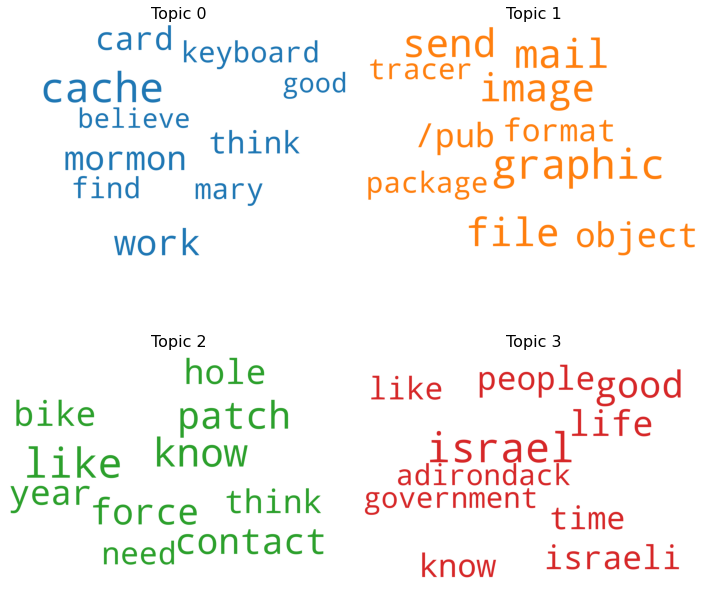 Topic 0
card
keyboard
cache
good
believe
think
mormon
find
mary
work
Topic 1
send
mail
tracer
image
/pub
format
graphic
package
file
object
Topic 2
hole
bike
patch
know
like
year
force
think
contact
need
Topic 3
like
people
good
life
israel
adirondack
government
time
know
israeli